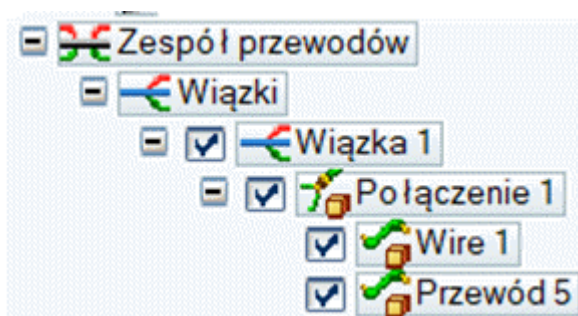 Zespół przewodów
Wiązki
Wiązka 1
Połączenie 1
Wire 1
Przewód 5